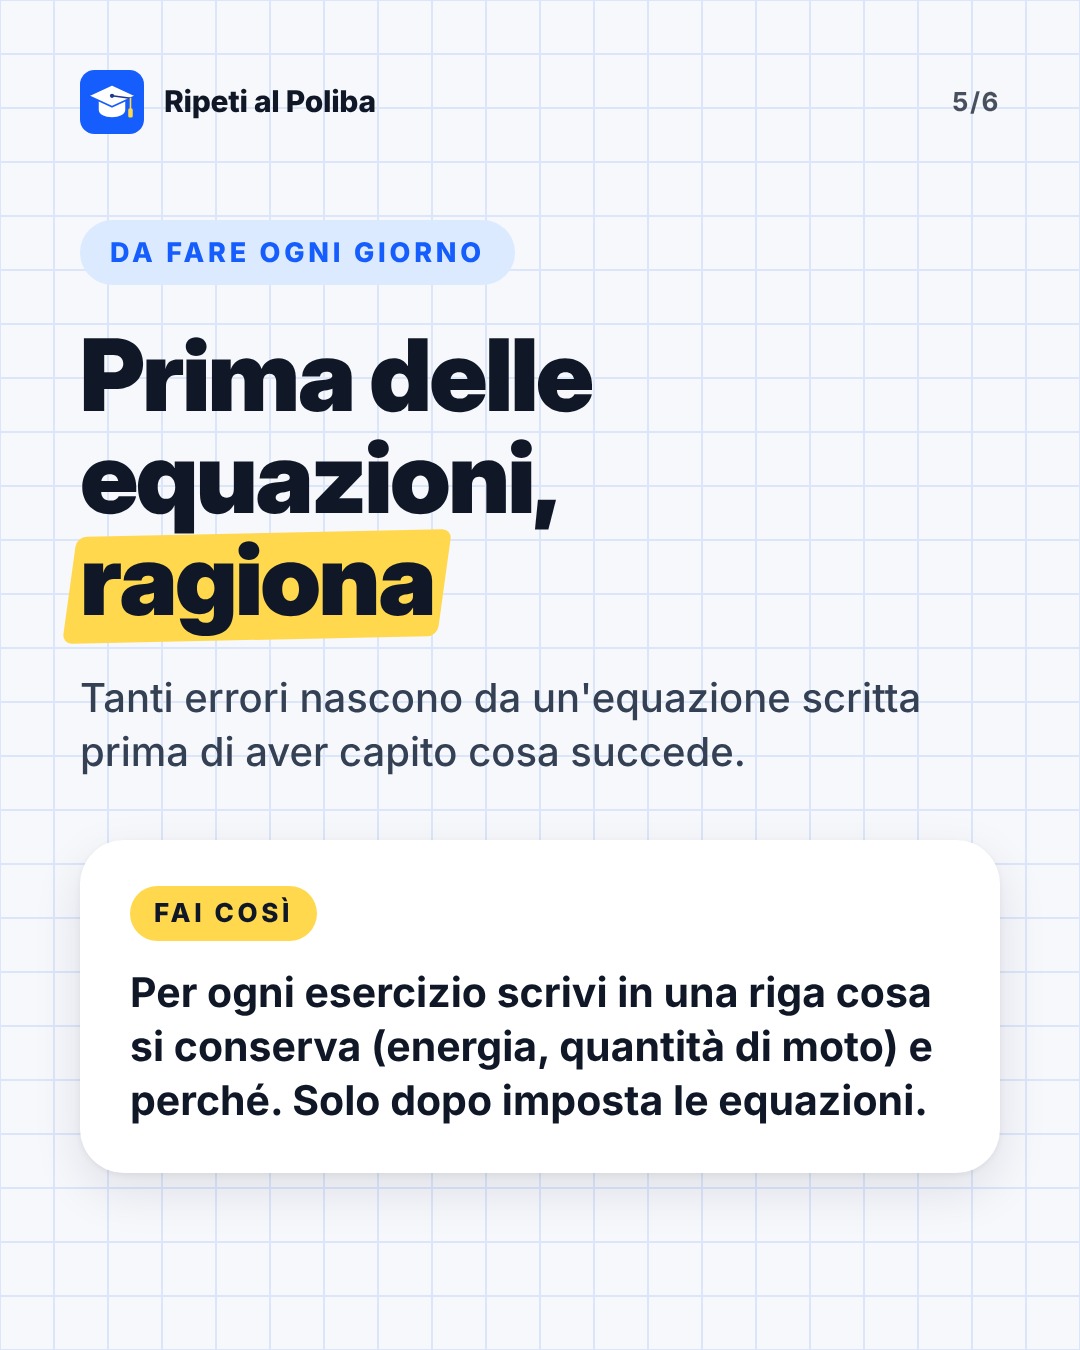 Ripeti al Poliba
5/6
DA FARE OGNI GIORNO
Prima delle
equazioni,
ragiona
Tanti errori nascono da un'equazione scritta
prima di aver capito cosa succede.
FAI COSÌ
Per ogni esercizio scrivi in una riga cosa
si conserva (energia, quantità di moto) e
perché. Solo dopo imposta le equazioni.